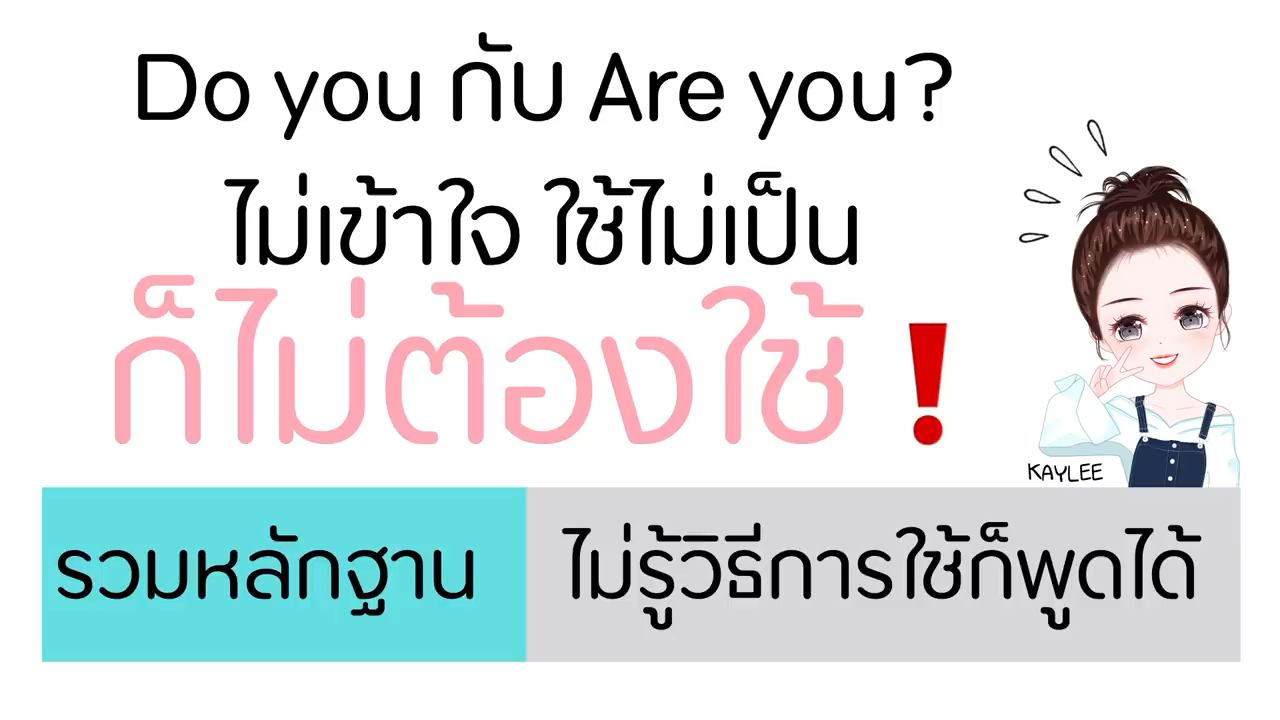 Do you กับ Are you?
ไม่เข้าใจ ใช้ไม่เป็น
ก็ไม่ต้องใช้❗
KAYLEE
รวมหลักฐาน ไม่รู้วิธีการใช้ก็พูดได้